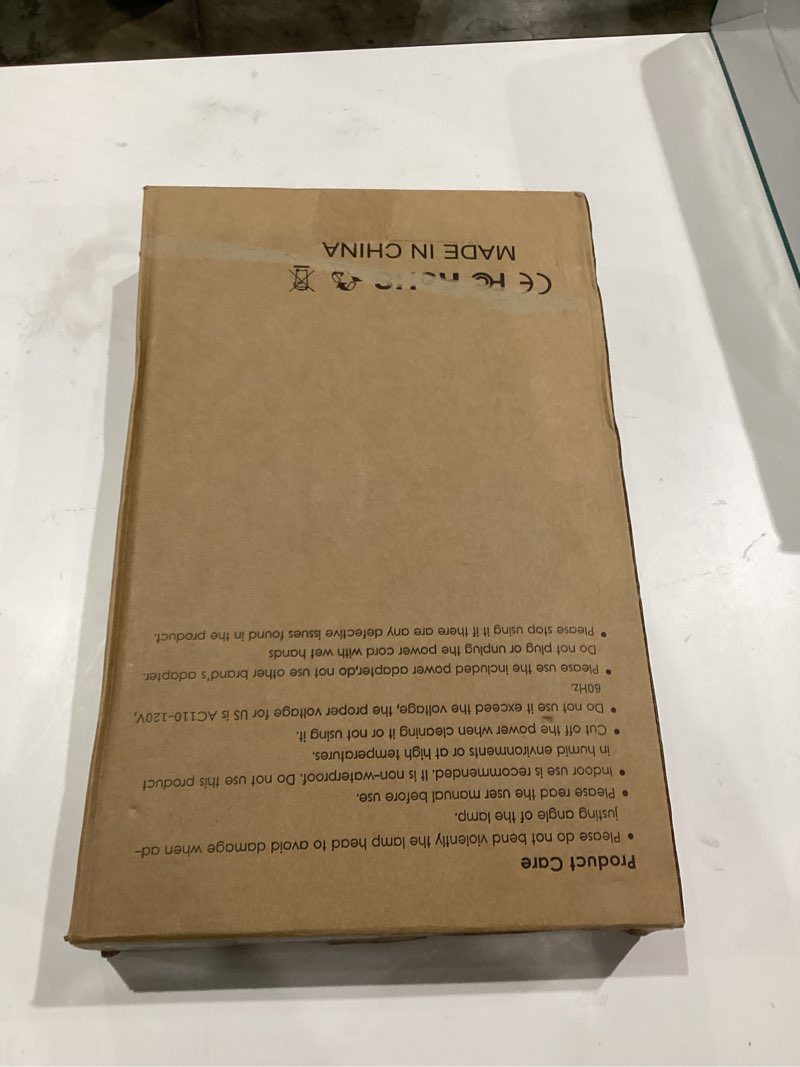 Product Care
• Please do not bend violently the lamp head to avoid damage when ad-
justing angle of the lamp.
• Please read the user manual before use.
• Indoor use is recommended. It is non-waterproof. Do not use this product
in humid environments or at high temperatures.
• Cut off the power when cleaning it or not using it.
• Do not use it exceed the voltage, the proper voltage for US is AC110-120V,
60Hz.
• Please use the included power adapter,do not use other brand's adapter.
Do not plug or unplug the power cord with wet hands
• Please stop using it if there are any defective issues found in the product.
CE FC RoHS
MADE IN CHINA